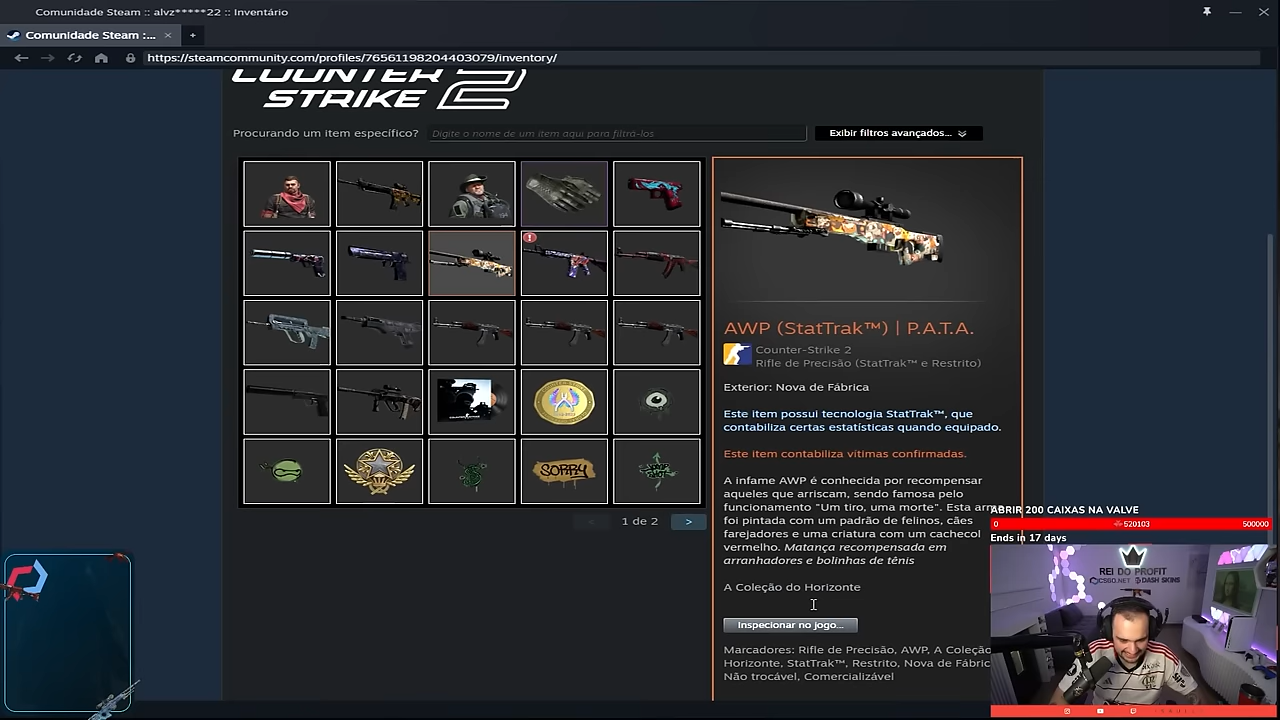 Comunidade Steam :: alvz*****22 :: Inventário
Comunidade Steam :...
https://steamcommunity.com/profiles/76561198204403079/inventory/
COUNTER
STRIKE 2
Procurando um item específico?
Digite o nome de um item aqui para filtrá-los
Exibir filtros avançados...
SORRY
1 de 2
AWP (StatTrak™) | P.A.T.A.
Counter-Strike 2
Rifle de Precisão (StatTrak™ e Restrito)
Exterior: Nova de Fábrica
Este item possui tecnologia StatTrak™, que
contabiliza certas estatísticas quando equipado.
Este item contabiliza vítimas confirmadas.
A infame AWP é conhecida por recompensar
aqueles que arriscam, sendo famosa pelo
funcionamento "Um tiro, uma morte". Esta arm
foi pintada com um padrão de felinos, cães
farejadores e uma criatura com um cachecol
vermelho. Matança recompensada em
arranhadores e bolinhas de tênis
A Coleção do Horizonte
Inspecionar no jogo...
Marcadores: Rifle de Precisão, AWP, A Coleção
Horizonte, StatTrak™, Restrito, Nova de Fábric
Não trocável, Comercializável
ABRIR 200 CAIXAS NA VALVE
0 520103 500000
Ends in 17 days
REI DO PROFIT
CSGO.NET DASH SKINS